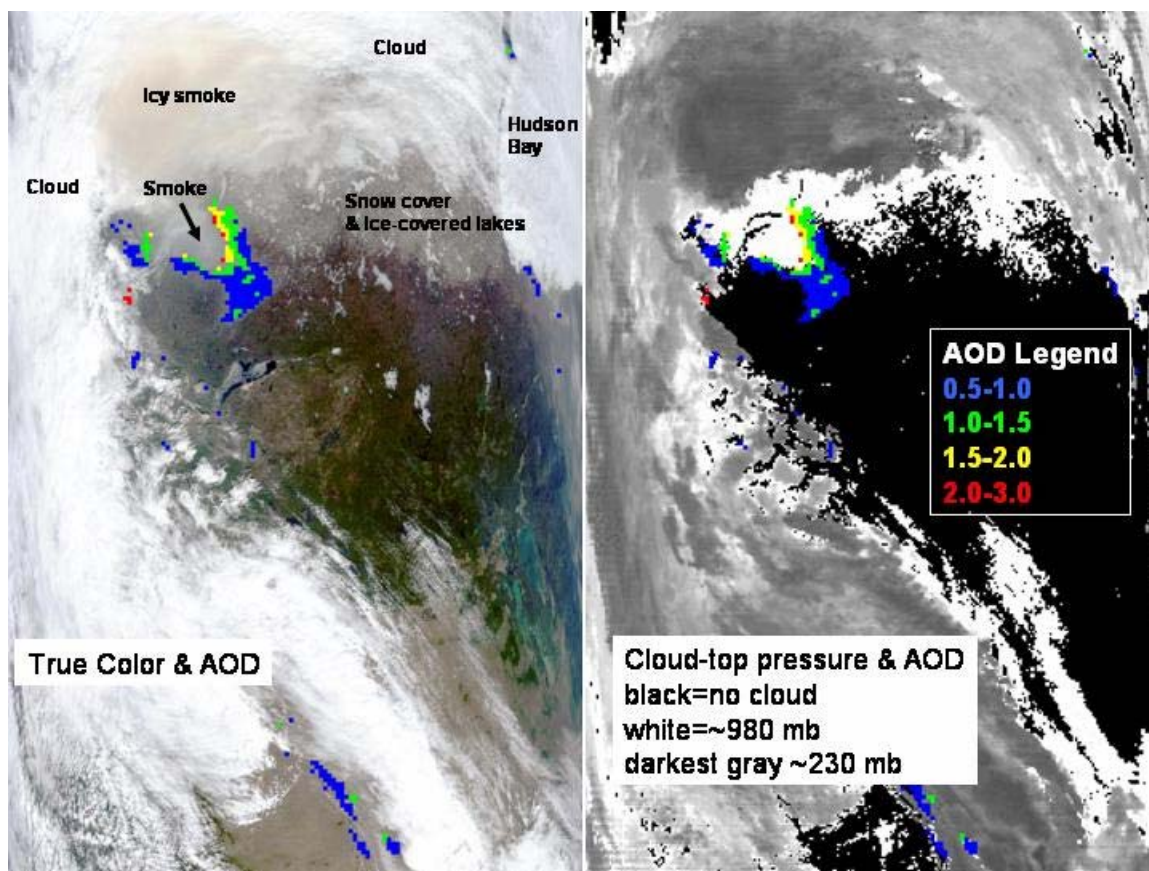 Cloud
Icy smoke
Hudson
Bay
Cloud
Smoke
Snow cover
& Ice-covered lakes
True Color & AOD
AOD Legend
0.5-1.0
1.0-1.5
1.5-2.0
2.0-3.0
Cloud-top pressure & AOD
black=no cloud
white=~980 mb
darkest gray ~230 mb